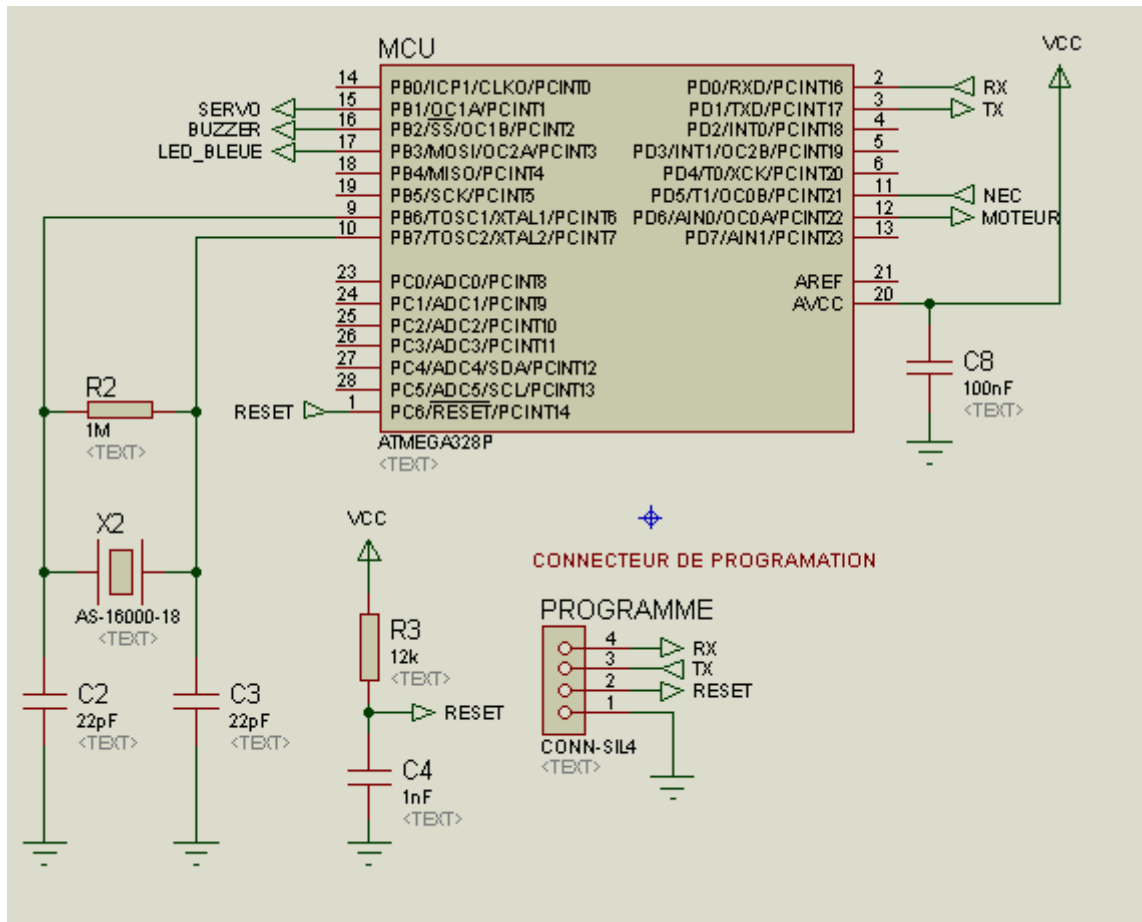 MCU
VCC
14 PB0/ICP1/CLKO/PCINT0
SERVO 15 PB1/OC1A/PCINT1
BUZZER 16 PB2/SS/OC1B/PCINT2
LED_BLEUE 17 PB3/MOSI/OC2A/PCINT3
18 PB4/MISO/PCINT4
19 PB5/SCK/PCINT5
9 PB6/TOSC1/XTAL1/PCINT6
10 PB7/TOSC2/XTAL2/PCINT7
23 PC0/ADC0/PCINT8
24 PC1/ADC1/PCINT9
25 PC2/ADC2/PCINT10
26 PC3/ADC3/PCINT11
27 PC4/ADC4/SDA/PCINT12
28 PC5/ADC5/SCL/PCINT13
RESET 1 PC6/RESET/PCINT14
PD0/RXD/PCINT16 2 RX
PD1/TXD/PCINT17 3 TX
PD2/INT0/PCINT18 4
PD3/INT1/OC2B/PCINT19 5
PD4/T0/XCK/PCINT20 6
PD5/T1/OC0B/PCINT21 11 NEC
PD6/AIN0/OC0A/PCINT22 12 MOTEUR
PD7/AIN1/PCINT23 13
AREF 21
AVCC 20
ATMEGA328P
<TEXT>
C8
100nF
<TEXT>
R2
1M
<TEXT>
X2
AS-16000-18
<TEXT>
C2
22pF
<TEXT>
C3
22pF
<TEXT>
VCC
R3
12k
<TEXT>
RESET
C4
1nF
<TEXT>
CONNECTEUR DE PROGRAMATION
PROGRAMME
4 RX
3 TX
2 RESET
1
CONN-SIL4
<TEXT>